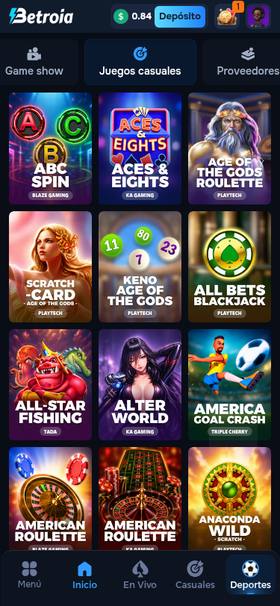 Betroia
$ 0.84 Depósito
1
Game show Juegos casuales Proveedores
A C B
ABC
SPIN
BLAZE GAMING
ACES &
EIGHTS
ACES &
EIGHTS
KA GAMING
AGE OF
THE GODS
ROULETTE
PLAYTECH
SCRATCH
-CARD
- AGE OF THE GODS -
PLAYTECH
11 80 23 7
KENO
AGE OF
THE GODS
PLAYTECH
ALL BETS
BLACKJACK
PLAYTECH
ALL-STAR
FISHING
TADA
ALTER
WORLD
KA GAMING
AMERICA
GOAL CRASH
TRIPLE CHERRY
AMERICAN
ROULETTE
BLAZE GAMING
AMERICAN
ROULETTE
KA GAMING
ANACONDA
WILD
- SCRATCH -
PLAYTECH
Menú Inicio En Vivo Casuales Deportes